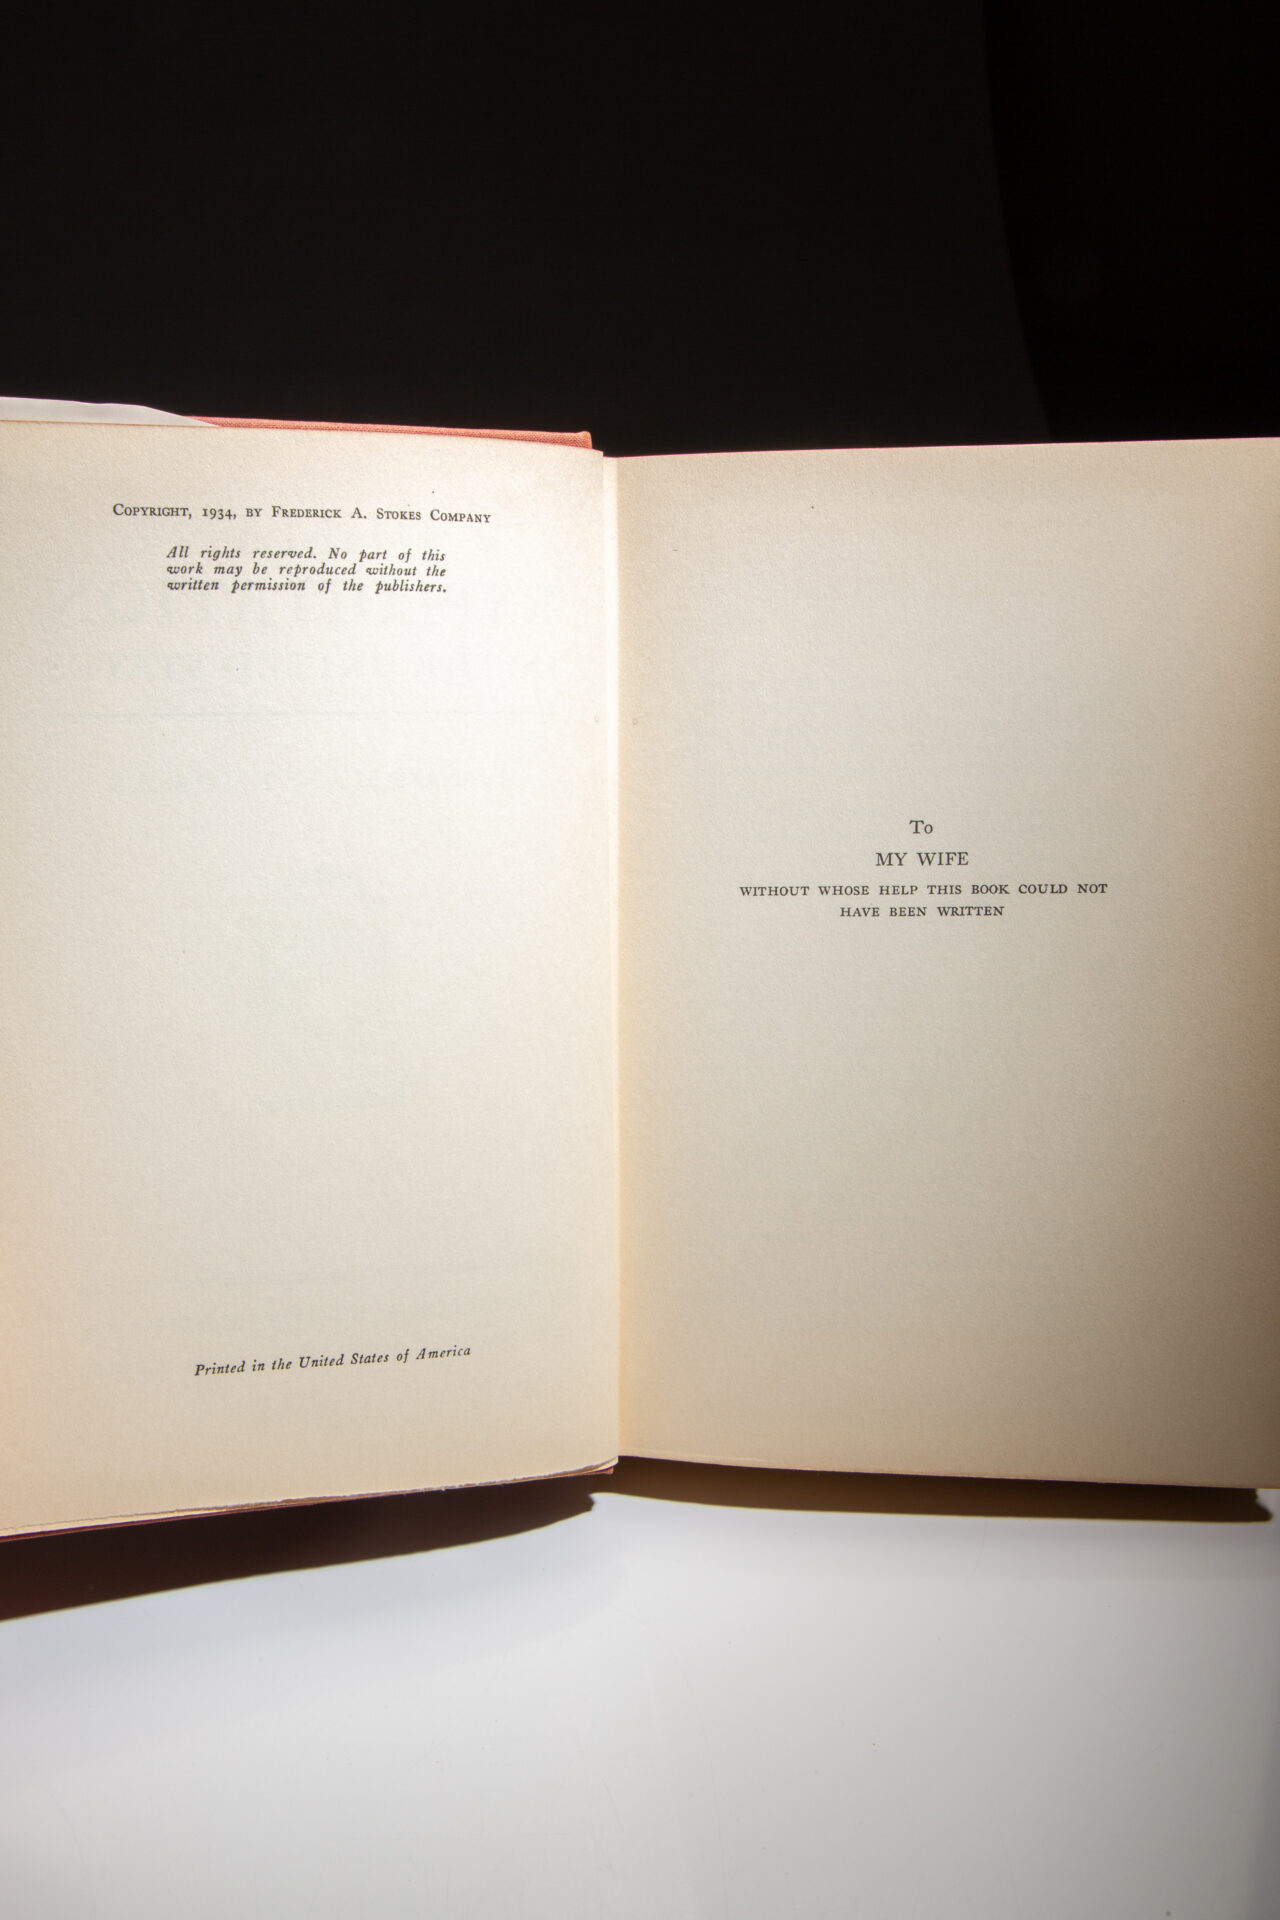 Copyright, 1934, by Frederick A. Stokes Company
All rights reserved. No part of this
work may be reproduced without the
written permission of the publishers.
Printed in the United States of America
To
MY WIFE
WITHOUT WHOSE HELP THIS BOOK COULD NOT
HAVE BEEN WRITTEN